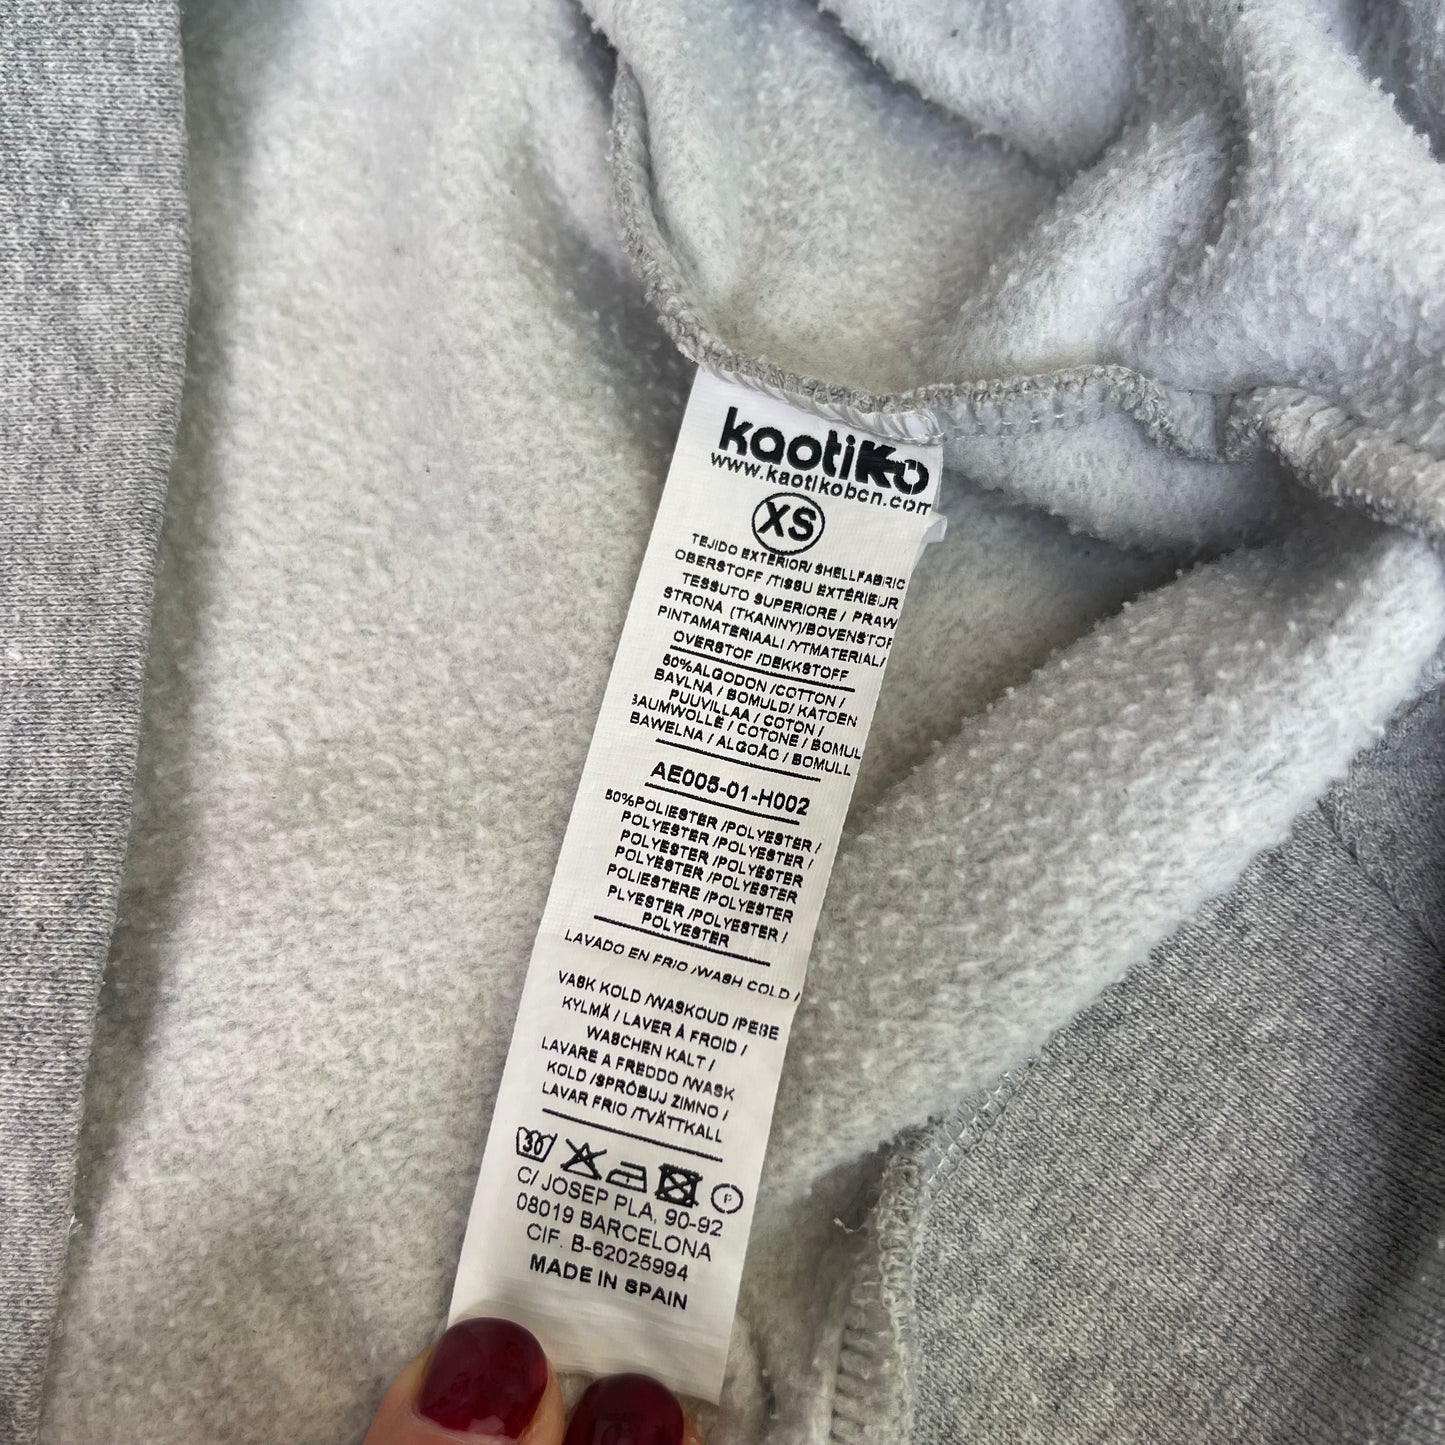 kaotiKo
www.kaotikobcn.com
XS
TEJIDO EXTERIOR/ SHELLFABRIC
OBERSTOFF /TISSU EXTÉRIEUR
TESSUTO SUPERIORE / PRAW
STRONA (TKANINY)/BOVENSTOF
PINTAMATERIAALI /YTMATERIAL/
OVERSTOF /DEKKSTOFF
50%ALGODON /COTTON /
BAVLNA / BOMULD/ KATOEN
PUUVILLAA / COTON /
BAUMWOLLE / COTONE / BOMUL
BAWELNA / ALGOÃO / BOMULL
AE005-01-H002
50%POLIESTER /POLYESTER /
POLYESTER /POLYESTER /
POLYESTER /POLYESTER
POLYESTER /POLYESTER
POLIESTERE /POLYESTER
PLYESTER /POLYESTER /
POLYESTER
LAVADO EN FRIO /WASH COLD /
VASK KOLD /WASKOUD /PESE
KYLMÄ / LAVER À FROID /
WASCHEN KALT /
LAVARE A FREDDO /WASK
KOLD /SPRÓBUJ ZIMNO /
LAVAR FRIO /TVÄTTKALL
30
P
C/ JOSEP PLA, 90-92
08019 BARCELONA
CIF. B-62025994
MADE IN SPAIN